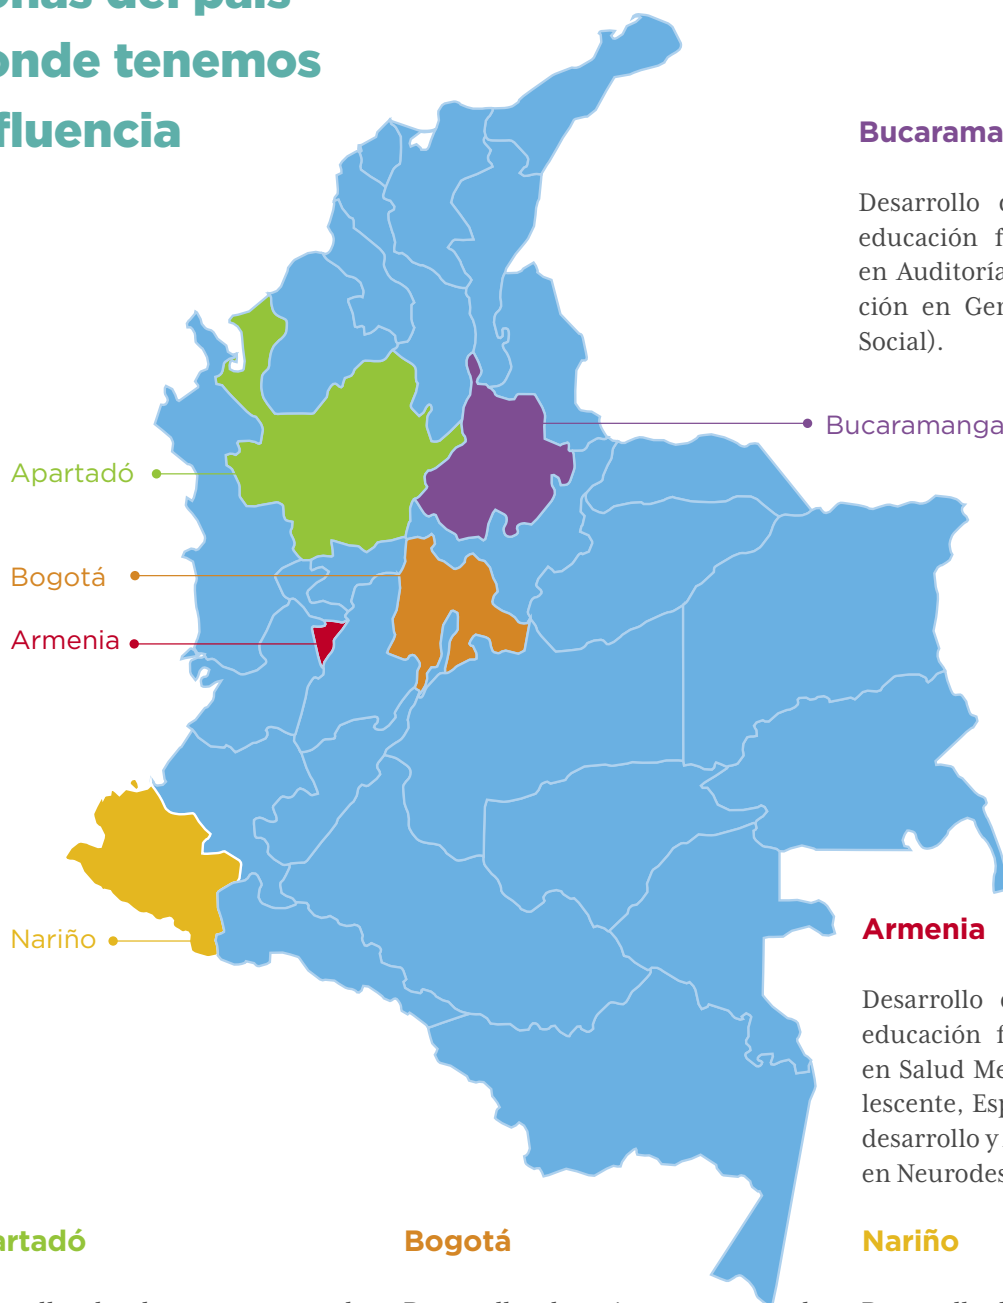 onas del país
onde tenemos
fluencia
Bucarama
Desarrollo
educación f
en Auditoría
ción en Ger
Social).
Bucaramanga
Apartadó
Bogotá
Armenia
Nariño
Armenia
Desarrollo
educación f
en Salud Me
lescente, Esp
desarrollo y
en Neurodes
artadó
Bogotá
Nariño